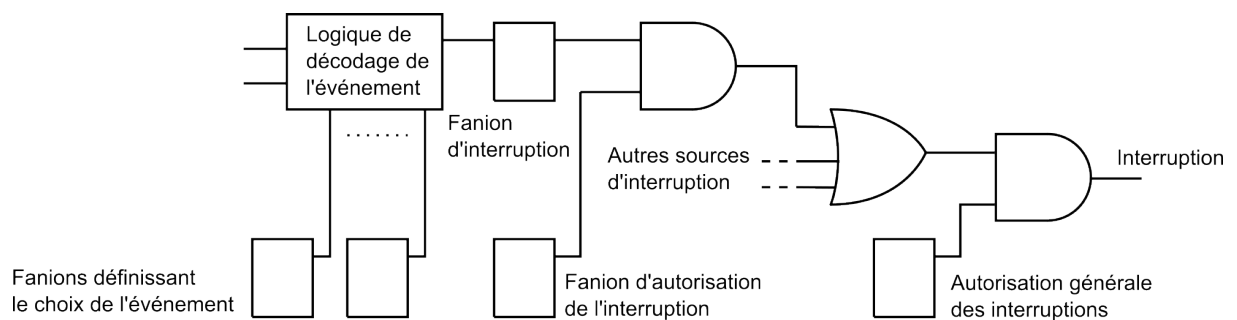 Logique de
décodage de
l'événement
Fanion
d'interruption
Autres sources
d'interruption
Interruption
Fanions définissant
le choix de l'événement
Fanion d'autorisation
de l'interruption
Autorisation générale
des interruptions